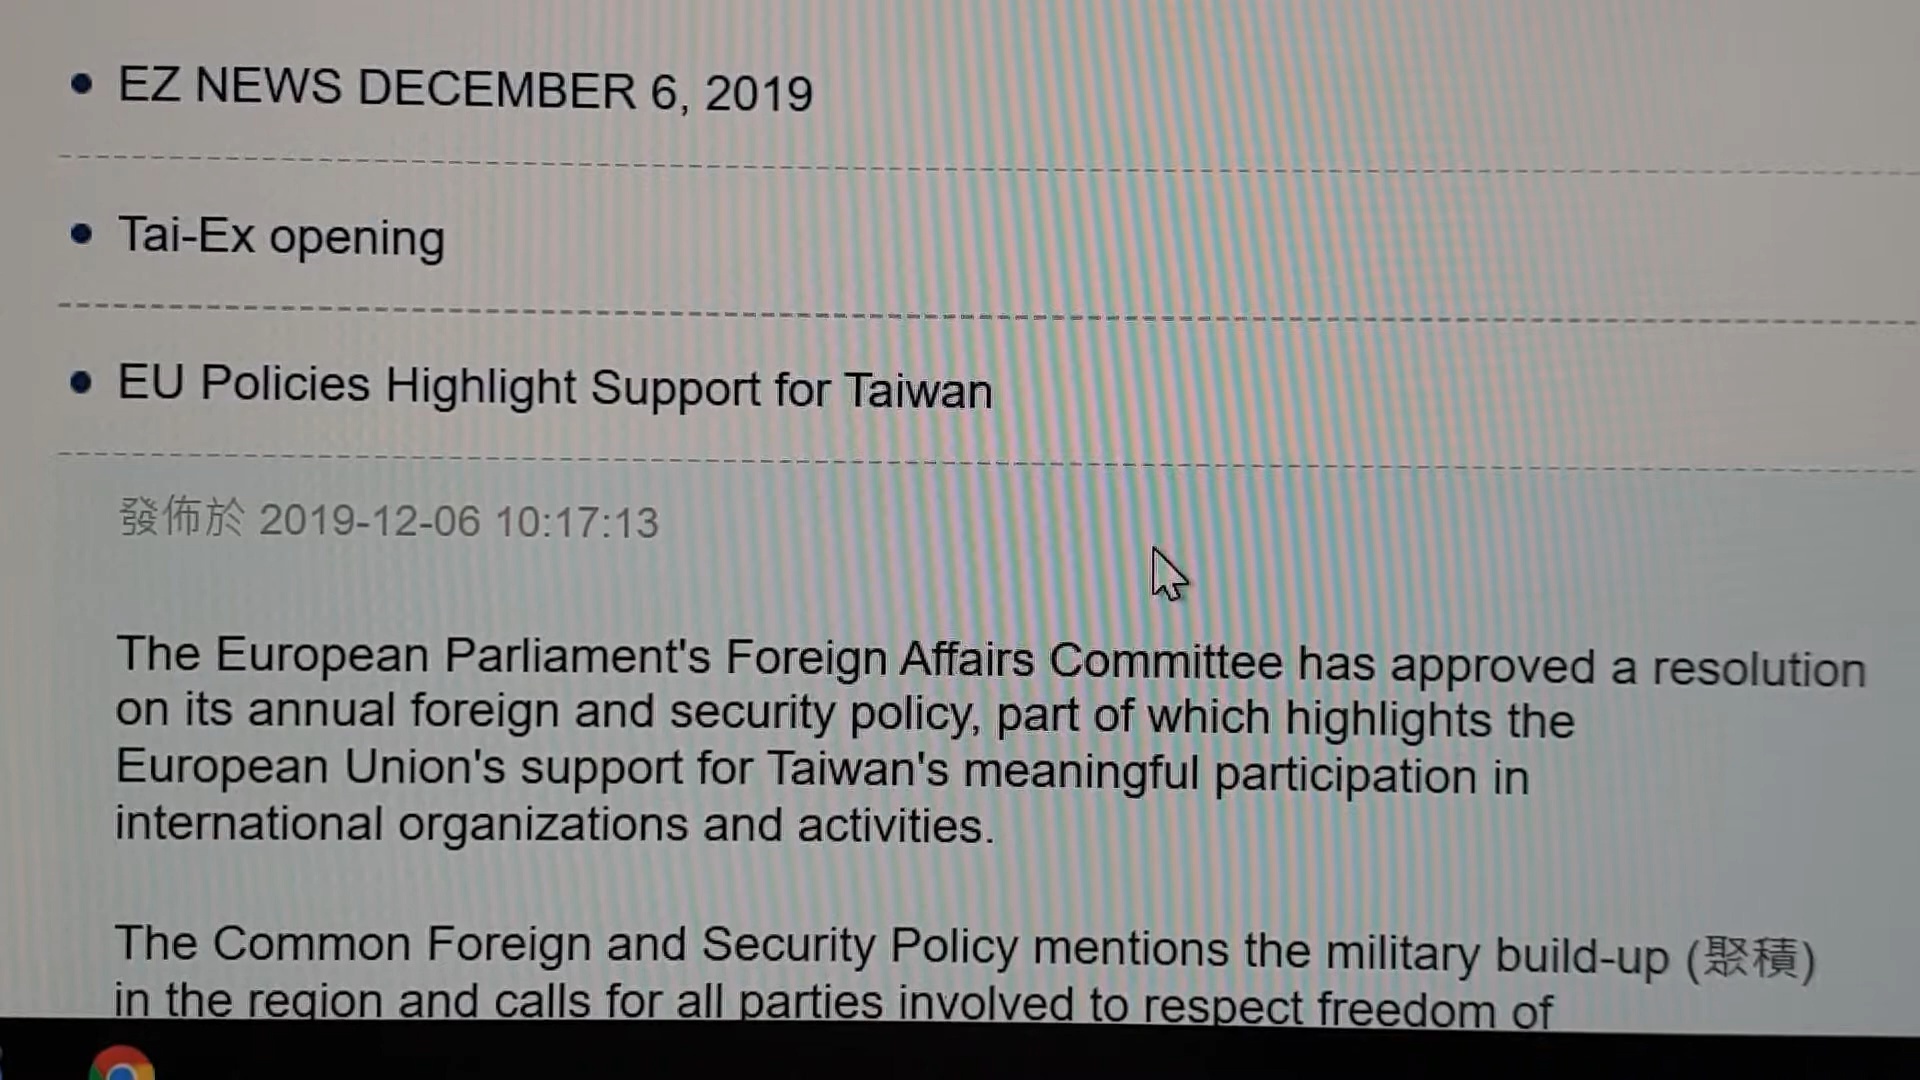 EZ NEWS DECEMBER 6, 2019
Tai-Ex opening
EU Policies Highlight Support for Taiwan
發佈於 2019-12-06 10:17:13
The European Parliament's Foreign Affairs Committee has approved a resolution
on its annual foreign and security policy, part of which highlights the
European Union's support for Taiwan's meaningful participation in
international organizations and activities.
The Common Foreign and Security Policy mentions the military build-up (聚積)
in the region and calls for all parties involved to respect freedom of